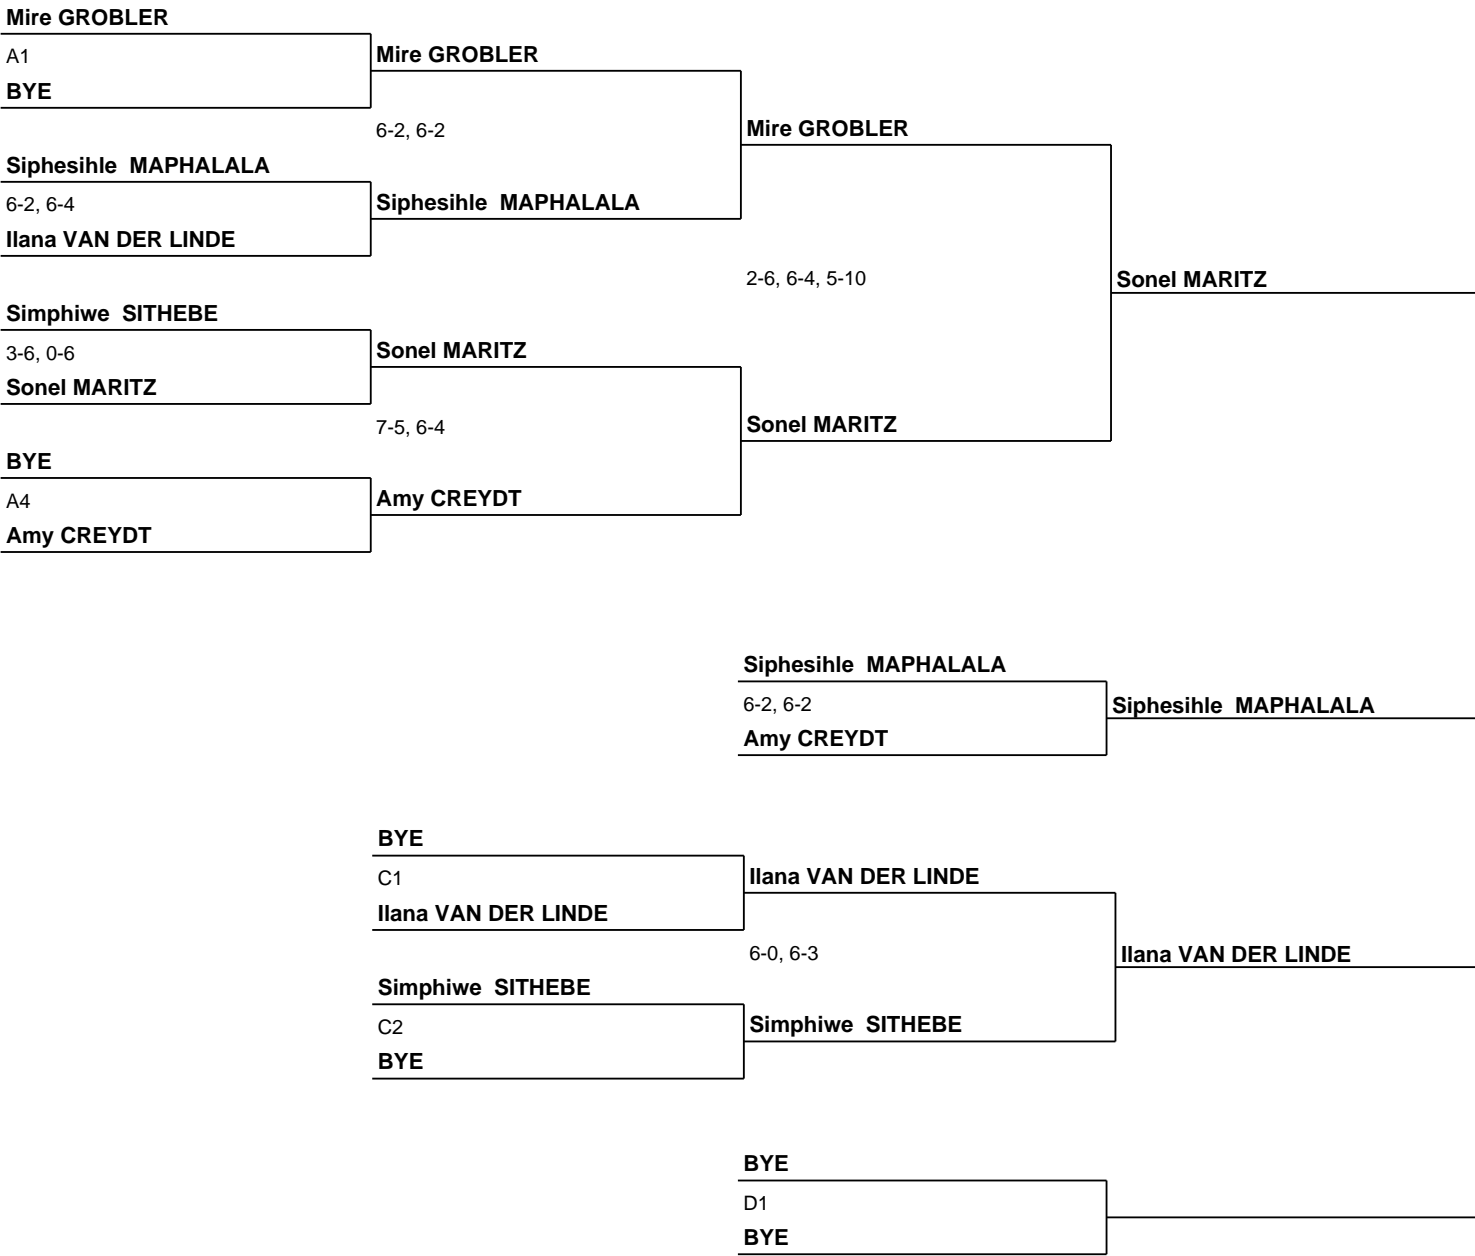 Mire GROBLER
A1
BYE
Mire GROBLER
6-2, 6-2
Mire GROBLER
Siphesihle  MAPHALALA
6-2, 6-4
Ilana VAN DER LINDE
Siphesihle  MAPHALALA
2-6, 6-4, 5-10
Sonel MARITZ
Simphiwe  SITHEBE
3-6, 0-6
Sonel MARITZ
Sonel MARITZ
7-5, 6-4
Sonel MARITZ
BYE
A4
Amy CREYDT
Amy CREYDT
Siphesihle  MAPHALALA
6-2, 6-2
Amy CREYDT
Siphesihle  MAPHALALA
BYE
C1
Ilana VAN DER LINDE
Ilana VAN DER LINDE
6-0, 6-3
Ilana VAN DER LINDE
Simphiwe  SITHEBE
C2
BYE
Simphiwe  SITHEBE
BYE
D1
BYE